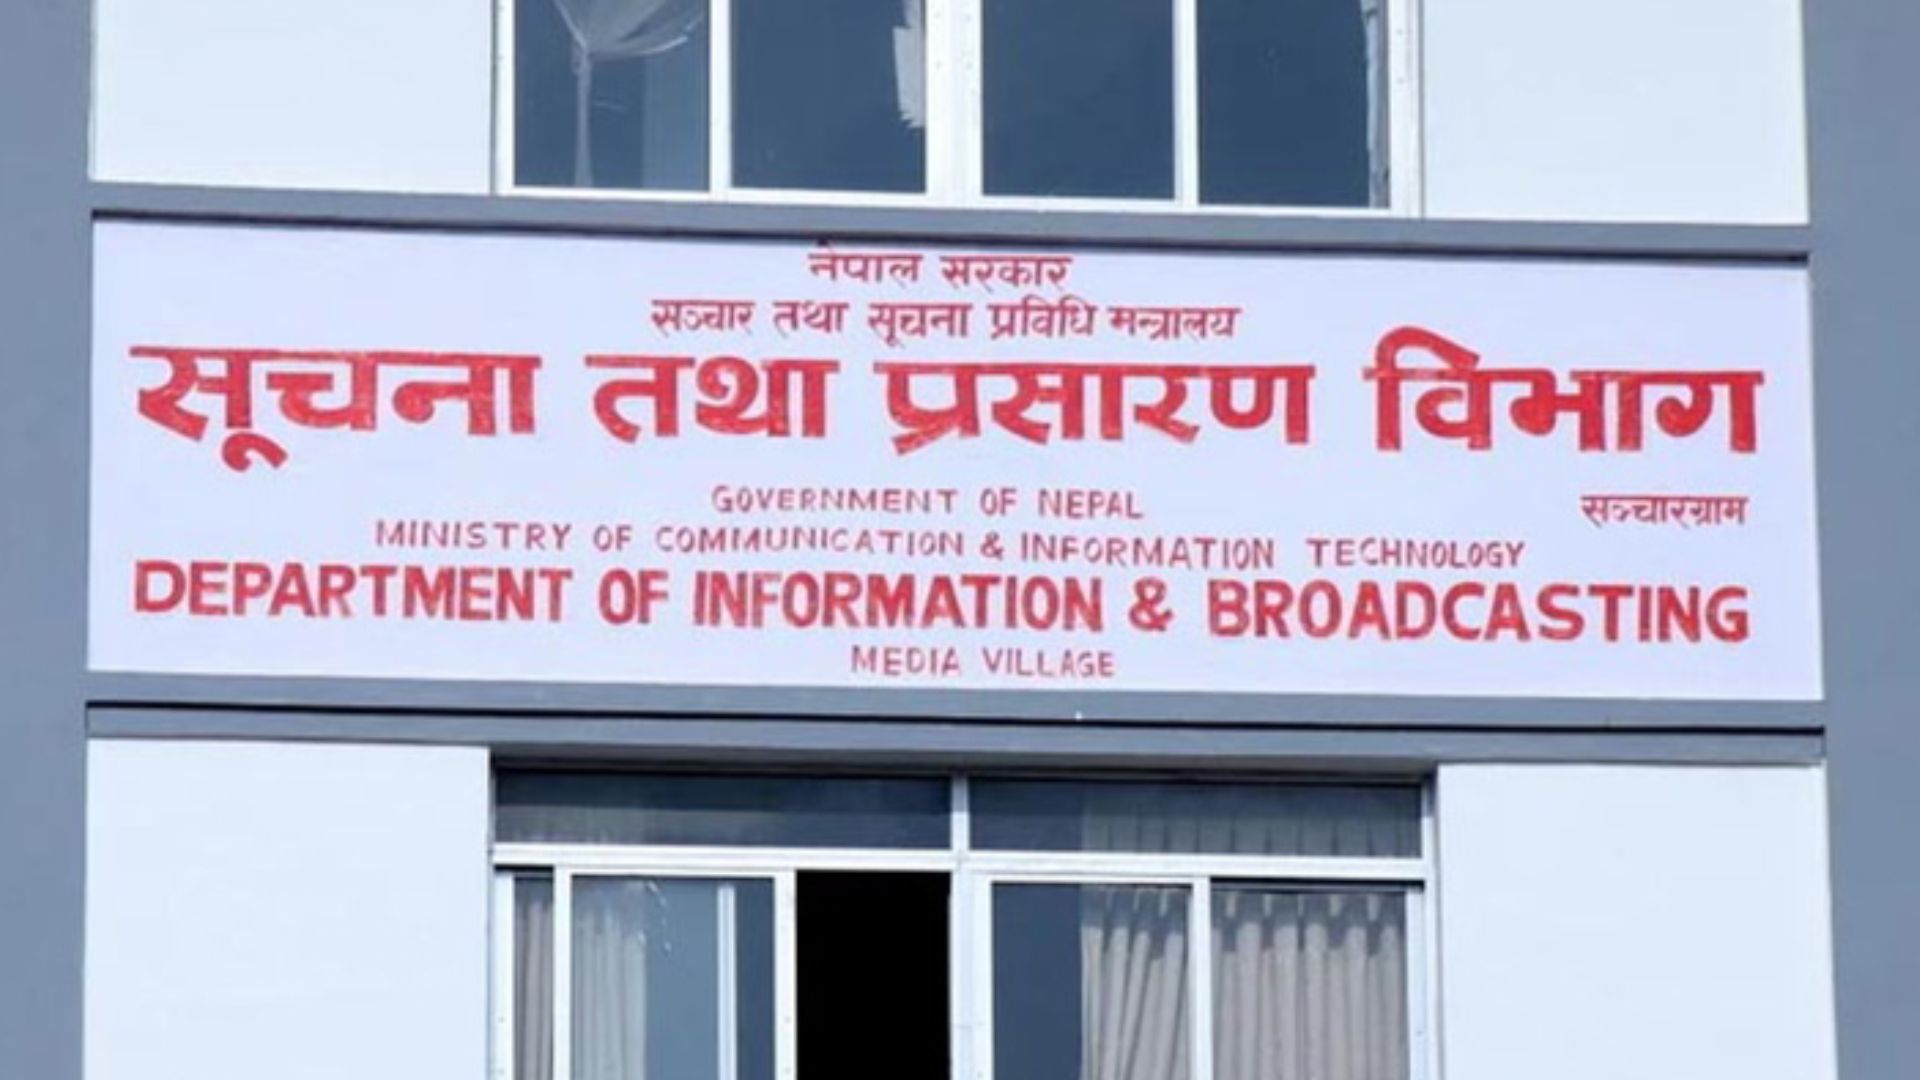 नेपाल सरकार
सञ्चार तथा सूचना प्रविधि मन्त्रालय
सूचना तथा प्रसारण विभाग
सञ्चारग्राम
GOVERNMENT OF NEPAL
MINISTRY OF COMMUNICATION & INFORMATION TECHNOLOGY
DEPARTMENT OF INFORMATION & BROADCASTING
MEDIA VILLAGE